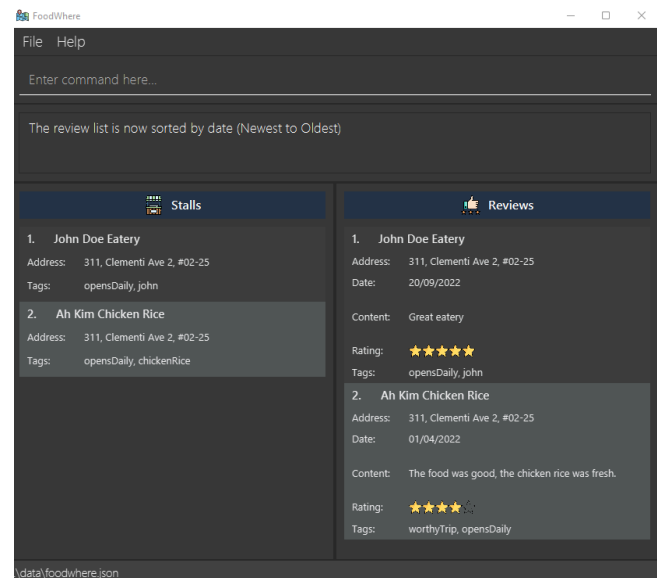 FoodWhere
File Help
Enter command here...
The review list is now sorted by date (Newest to Oldest)
Stalls
1. John Doe Eatery
Address: 311, Clementi Ave 2, #02-25
Tags: opensDaily, john
2. Ah Kim Chicken Rice
Address: 311, Clementi Ave 2, #02-25
Tags: opensDaily, chickenRice
Reviews
1. John Doe Eatery
Address: 311, Clementi Ave 2, #02-25
Date: 20/09/2022
Content: Great eatery
Rating:
Tags: opensDaily, john
2. Ah Kim Chicken Rice
Address: 311, Clementi Ave 2, #02-25
Date: 01/04/2022
Content: The food was good, the chicken rice was fresh.
Rating:
Tags: worthyTrip, opensDaily
\data\foodwhere.json